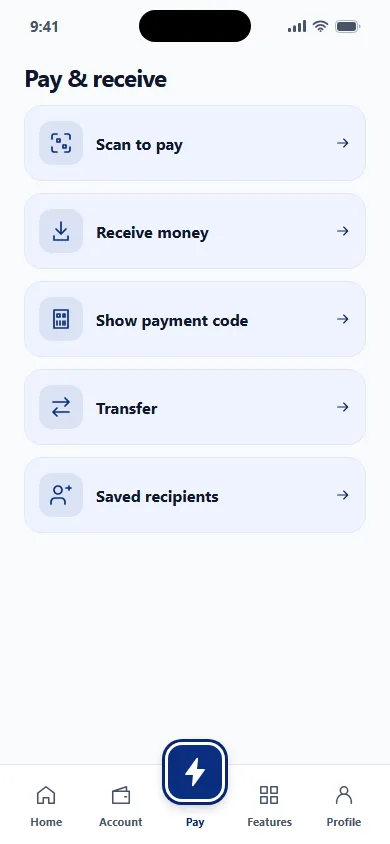 9:41
Pay & receive
Scan to pay
Receive money
Show payment code
Transfer
Saved recipients
Home
Account
Pay
Features
Profile